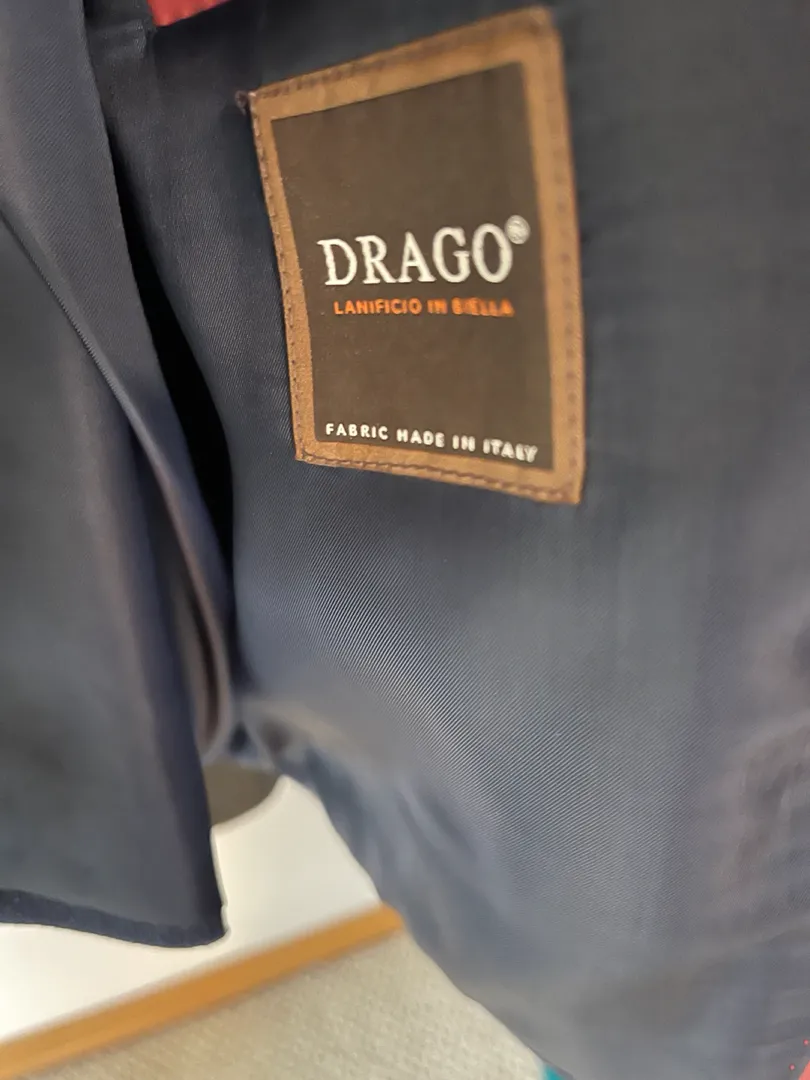 DRAGO®
LANIFICIO IN BIELLA
FABRIC MADE IN ITALY